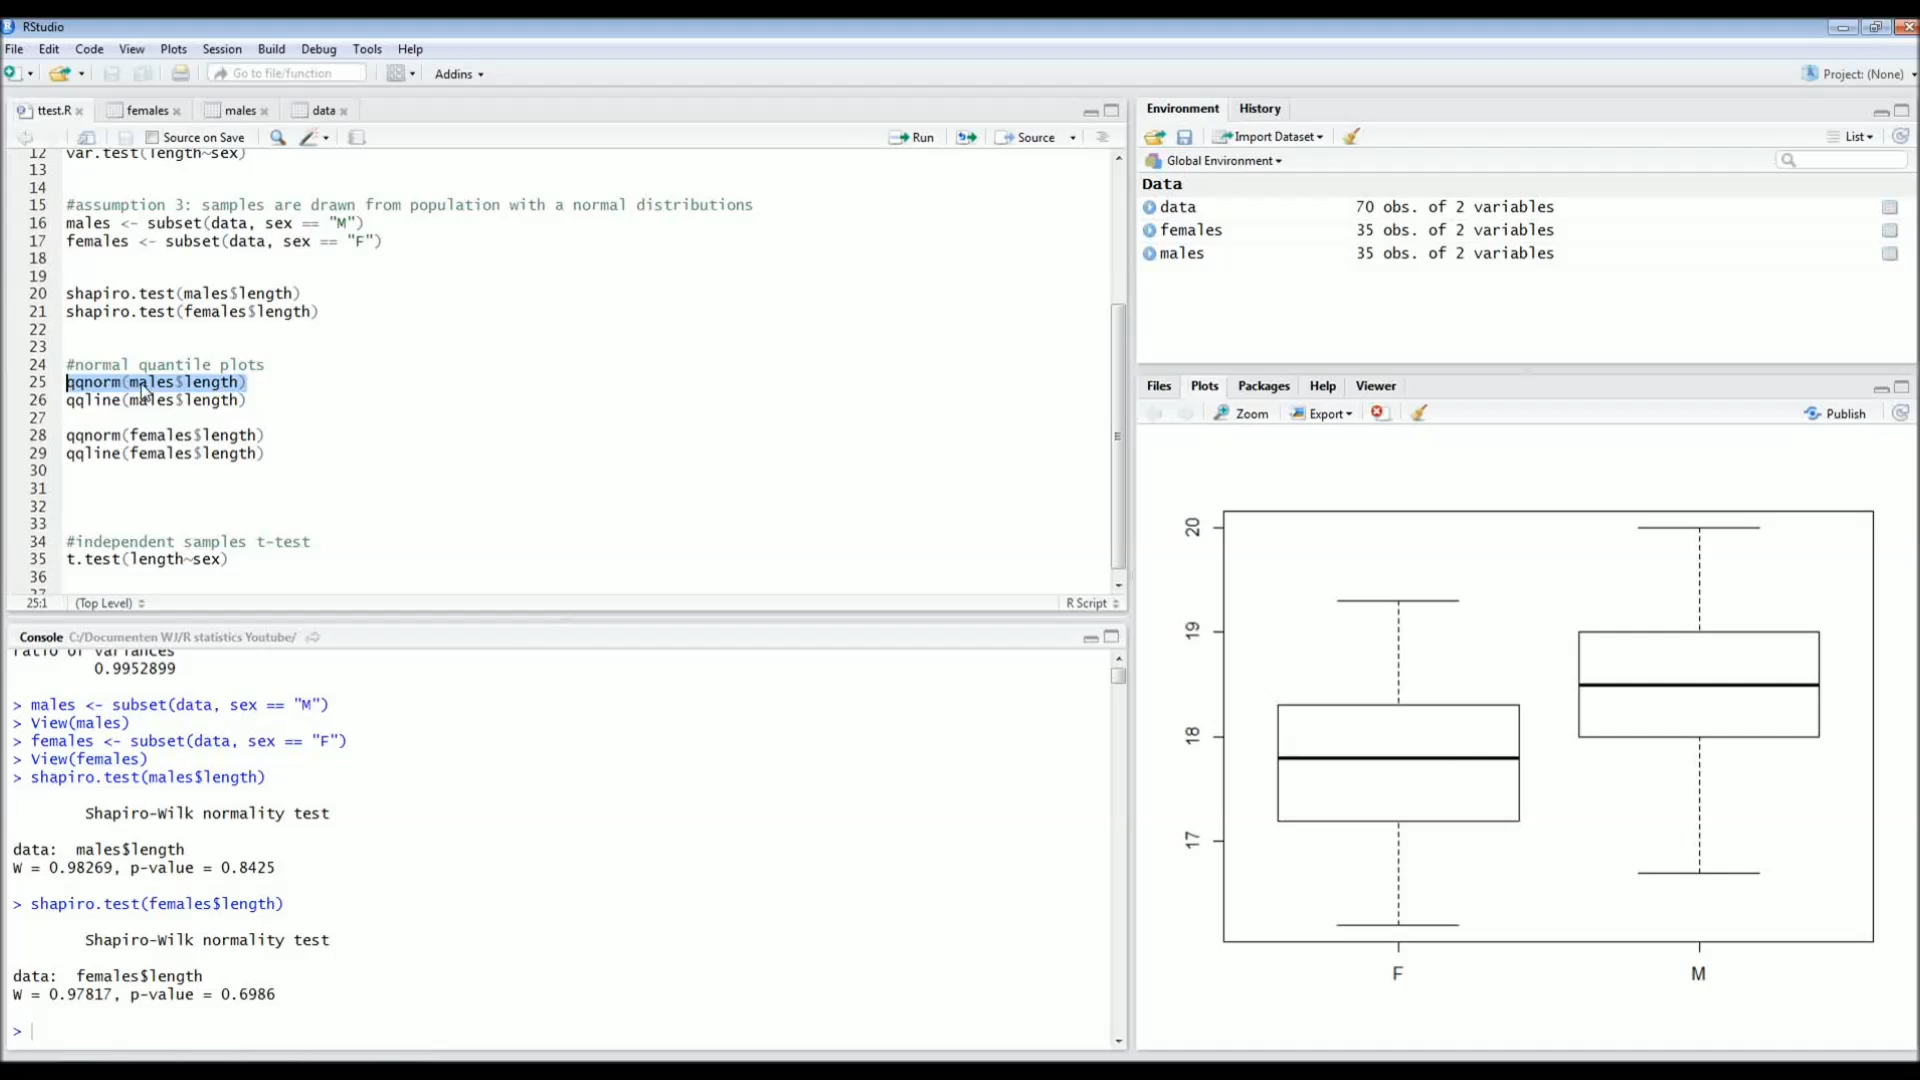 RStudio
File Edit Code View Plots Session Build Debug Tools Help
Go to file/function Addins Project: (None)
ttest.R females males data
Source on Save Run Source
12 var.test(length~sex)
13
14
15 #assumption 3: samples are drawn from population with a normal distributions
16 males <- subset(data, sex == "M")
17 females <- subset(data, sex == "F")
18
19
20 shapiro.test(males$length)
21 shapiro.test(females$length)
22
23
24 #normal quantile plots
25 qqnorm(males$length)
26 qqline(males$length)
27
28 qqnorm(females$length)
29 qqline(females$length)
30
31
32
33
34 #independent samples t-test
35 t.test(length~sex)
36
37
25:1 (Top Level) R Script
Console C:/Documenten WJ/R statistics Youtube/
ratio of variances
0.9952899
> males <- subset(data, sex == "M")
> View(males)
> females <- subset(data, sex == "F")
> View(females)
> shapiro.test(males$length)
Shapiro-Wilk normality test
data: males$length
W = 0.98269, p-value = 0.8425
> shapiro.test(females$length)
Shapiro-Wilk normality test
data: females$length
W = 0.97817, p-value = 0.6986
>
Environment History
Import Dataset List
Global Environment
Data
data 70 obs. of 2 variables
females 35 obs. of 2 variables
males 35 obs. of 2 variables
Files Plots Packages Help Viewer
Zoom Export Publish
20
19
18
17
F M